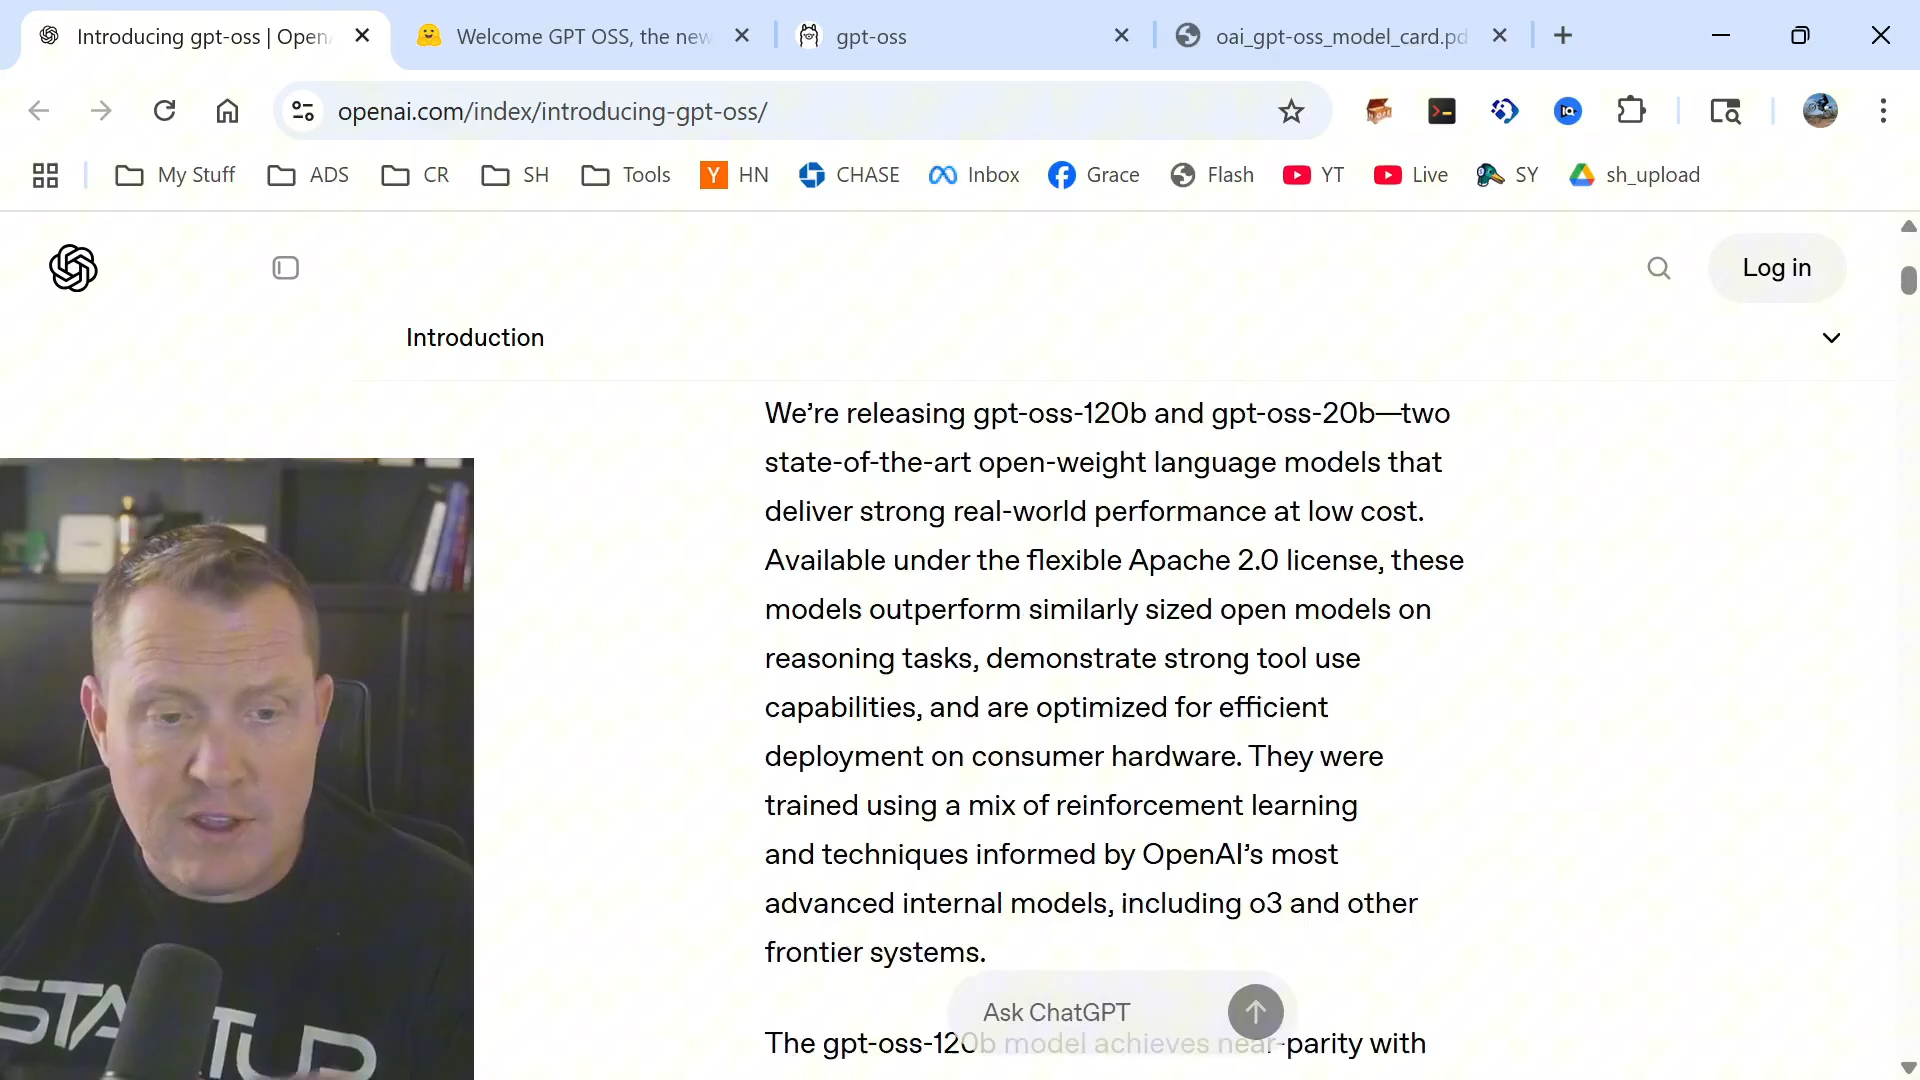 Introducing gpt-oss | Open
Welcome GPT OSS, the new
gpt-oss
oai_gpt-oss_model_card.pd
openai.com/index/introducing-gpt-oss/
My Stuff
ADS
CR
SH
Tools
Y HN
CHASE
Inbox
Grace
Flash
YT
Live
SY
sh_upload
Log in
Introduction
We’re releasing gpt-oss-120b and gpt-oss-20b—two
state-of-the-art open-weight language models that
deliver strong real-world performance at low cost.
Available under the flexible Apache 2.0 license, these
models outperform similarly sized open models on
reasoning tasks, demonstrate strong tool use
capabilities, and are optimized for efficient
deployment on consumer hardware. They were
trained using a mix of reinforcement learning
and techniques informed by OpenAI’s most
advanced internal models, including o3 and other
frontier systems.
Ask ChatGPT
The gpt-oss-120b model achieves near-parity with
STARTUP